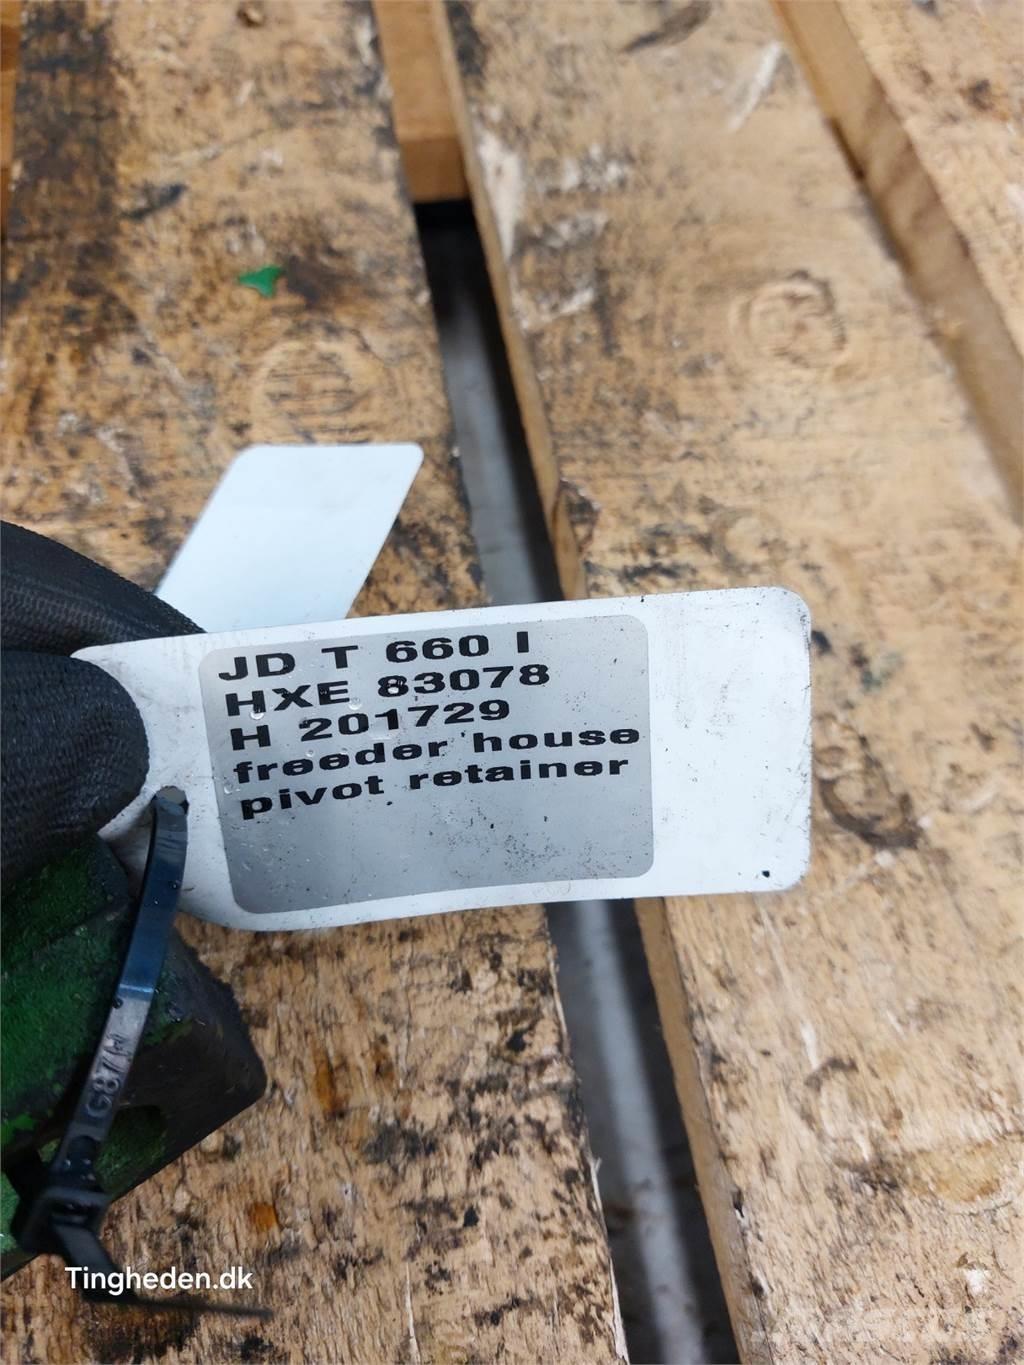 JD T 660 I
HXE 83078
H 201729
freeder house
pivot retainer
Tingheden.dk